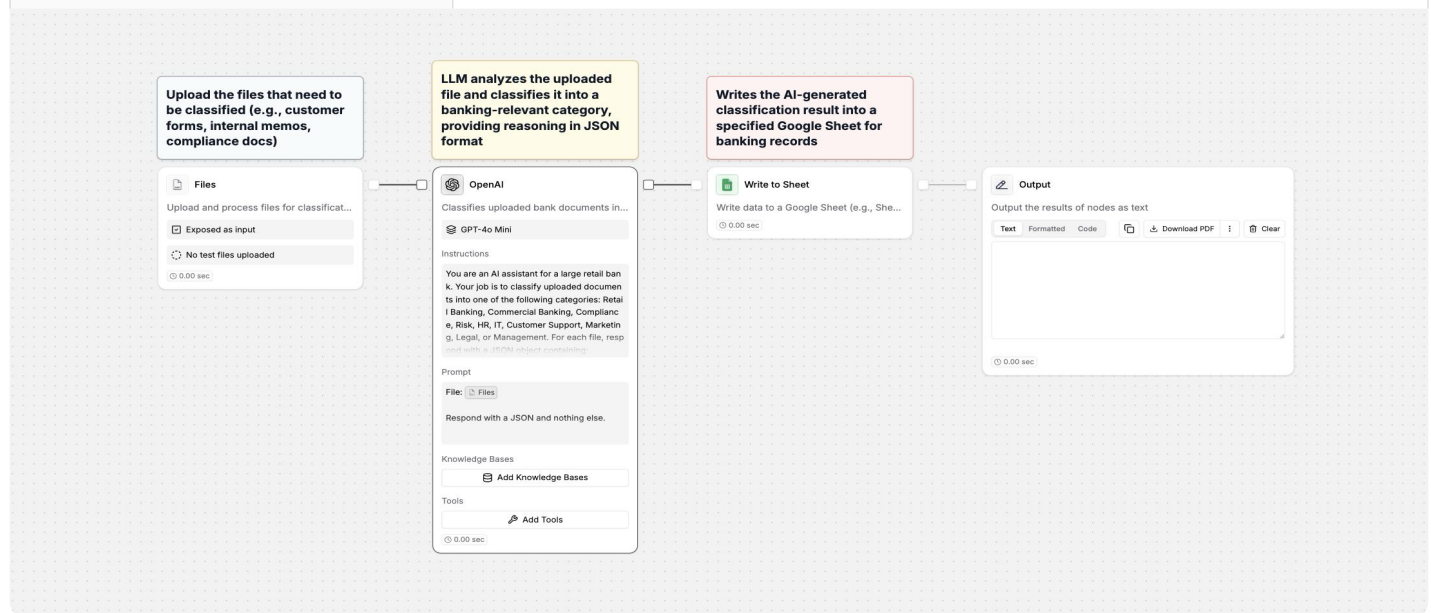 Upload the files that need to
be classified (e.g., customer
forms, internal memos,
compliance docs)
LLM analyzes the uploaded
file and classifies it into a
banking-relevant category,
providing reasoning in JSON
format
Writes the AI-generated
classification result into a
specified Google Sheet for
banking records
Files
Upload and process files for classificat...
Exposed as input
No test files uploaded
0.00 sec
OpenAI
Classifies uploaded bank documents in...
GPT-4o Mini
Instructions
You are an AI assistant for a large retail ban
k. Your job is to classify uploaded documen
ts into one of the following categories: Retai
l Banking, Commercial Banking, Complianc
e, Risk, HR, IT, Customer Support, Marketin
g, Legal, or Management. For each file, resp
ond with a JSON object containing:
Prompt
File: Files
Respond with a JSON and nothing else.
Knowledge Bases
Add Knowledge Bases
Tools
Add Tools
0.00 sec
Write to Sheet
Write data to a Google Sheet (e.g., She...
0.00 sec
Output
Output the results of nodes as text
Text Formatted Code Download PDF Clear
0.00 sec